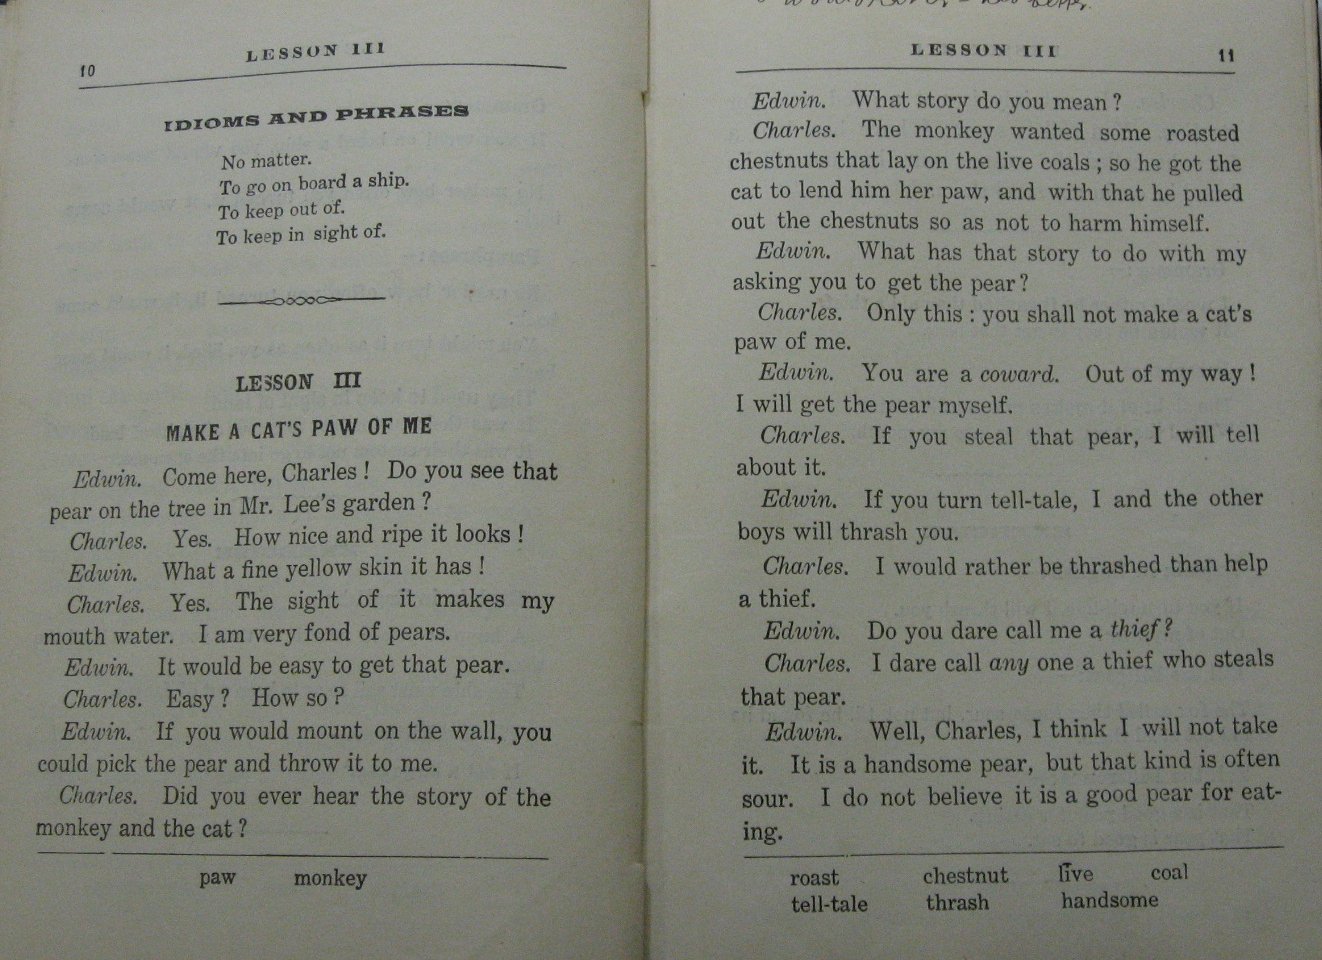 10
LESSON III
IDIOMS AND PHRASES
No matter.
To go on board a ship.
To keep out of.
To keep in sight of.
LESSON III
MAKE A CAT'S PAW OF ME
Edwin. Come here, Charles! Do you see that
pear on the tree in Mr. Lee's garden?
Charles. Yes. How nice and ripe it looks!
Edwin. What a fine yellow skin it has!
Charles. Yes. The sight of it makes my
mouth water. I am very fond of pears.
Edwin. It would be easy to get that pear.
Charles. Easy? How so?
Edwin. If you would mount on the wall, you
could pick the pear and throw it to me.
Charles. Did you ever hear the story of the
monkey and the cat?
paw monkey
LESSON III
11
Edwin. What story do you mean?
Charles. The monkey wanted some roasted
chestnuts that lay on the live coals; so he got the
cat to lend him her paw, and with that he pulled
out the chestnuts so as not to harm himself.
Edwin. What has that story to do with my
asking you to get the pear?
Charles. Only this: you shall not make a cat's
paw of me.
Edwin. You are a coward. Out of my way!
I will get the pear myself.
Charles. If you steal that pear, I will tell
about it.
Edwin. If you turn tell-tale, I and the other
boys will thrash you.
Charles. I would rather be thrashed than help
a thief.
Edwin. Do you dare call me a thief?
Charles. I dare call any one a thief who steals
that pear.
Edwin. Well, Charles, I think I will not take
it. It is a handsome pear, but that kind is often
sour. I do not believe it is a good pear for eat-
ing.
roast chestnut līve coal
tell-tale thrash handsome